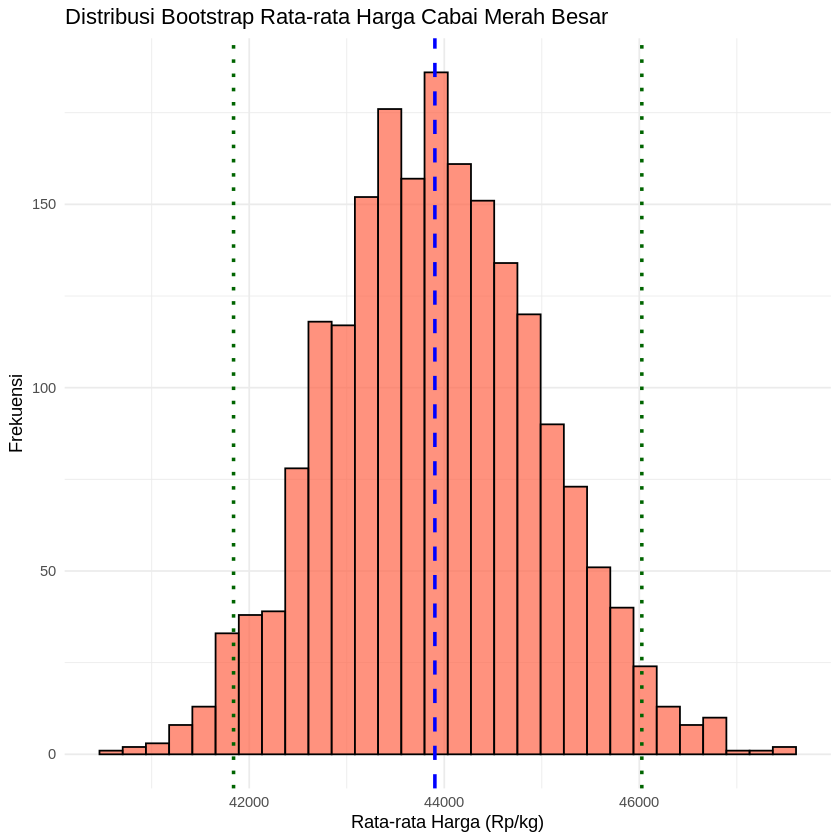 Distribusi Bootstrap Rata-rata Harga Cabai Merah Besar
Frekuensi
150
100
50
0
42000 44000 46000
Rata-rata Harga (Rp/kg)